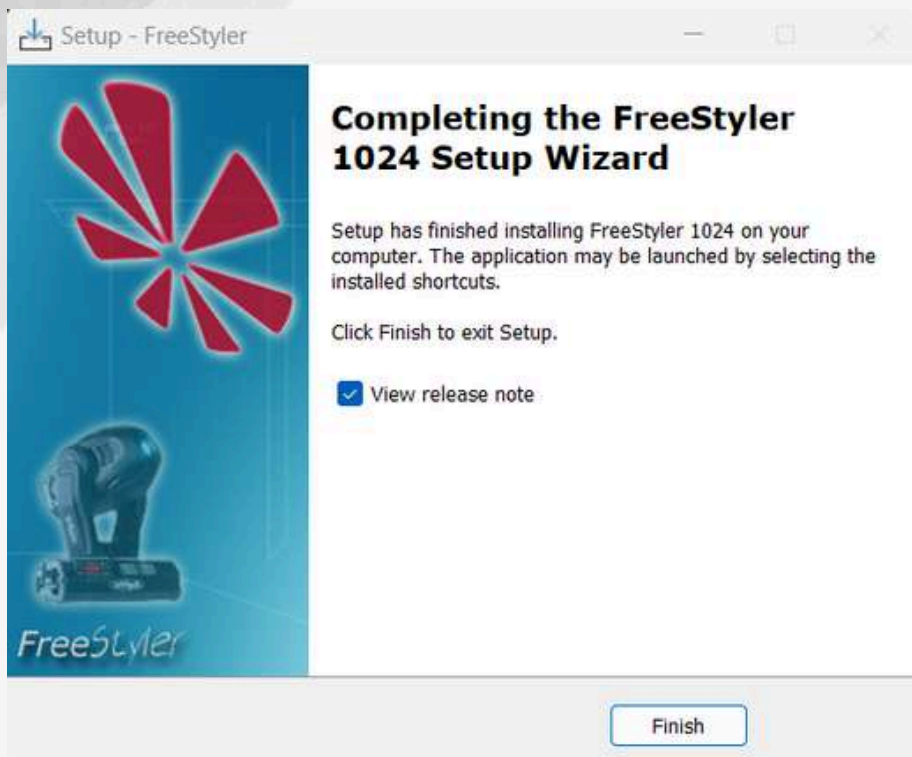 Setup - FreeStyler
Completing the FreeStyler
1024 Setup Wizard
Setup has finished installing FreeStyler 1024 on your
computer. The application may be launched by selecting the
installed shortcuts.
Click Finish to exit Setup.
View release note
FreeStyler
Finish